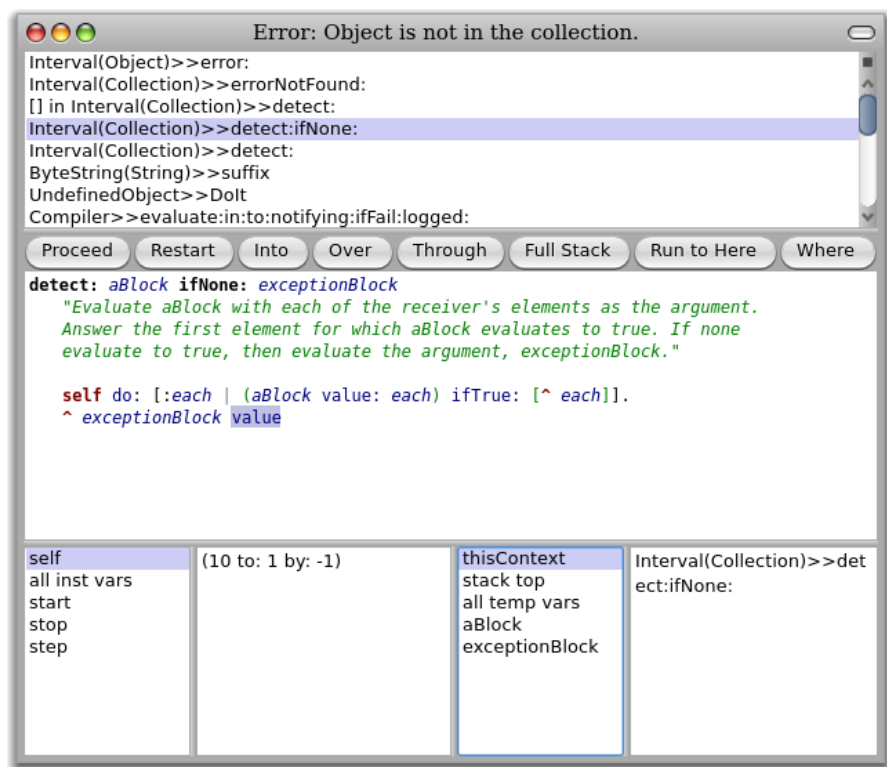 Error: Object is not in the collection.
Interval(Object)>>error:
Interval(Collection)>>errorNotFound:
[] in Interval(Collection)>>detect:
Interval(Collection)>>detect:ifNone:
Interval(Collection)>>detect:
ByteString(String)>>suffix
UndefinedObject>>DoIt
Compiler>>evaluate:in:to:notifying:ifFail:logged:
Proceed Restart Into Over Through Full Stack Run to Here Where
detect: aBlock ifNone: exceptionBlock
"Evaluate aBlock with each of the receiver's elements as the argument.
Answer the first element for which aBlock evaluates to true. If none
evaluate to true, then evaluate the argument, exceptionBlock."
self do: [:each | (aBlock value: each) ifTrue: [^ each]].
^ exceptionBlock value
self
all inst vars
start
stop
step
(10 to: 1 by: -1)
thisContext
stack top
all temp vars
aBlock
exceptionBlock
Interval(Collection)>>det
ect:ifNone: